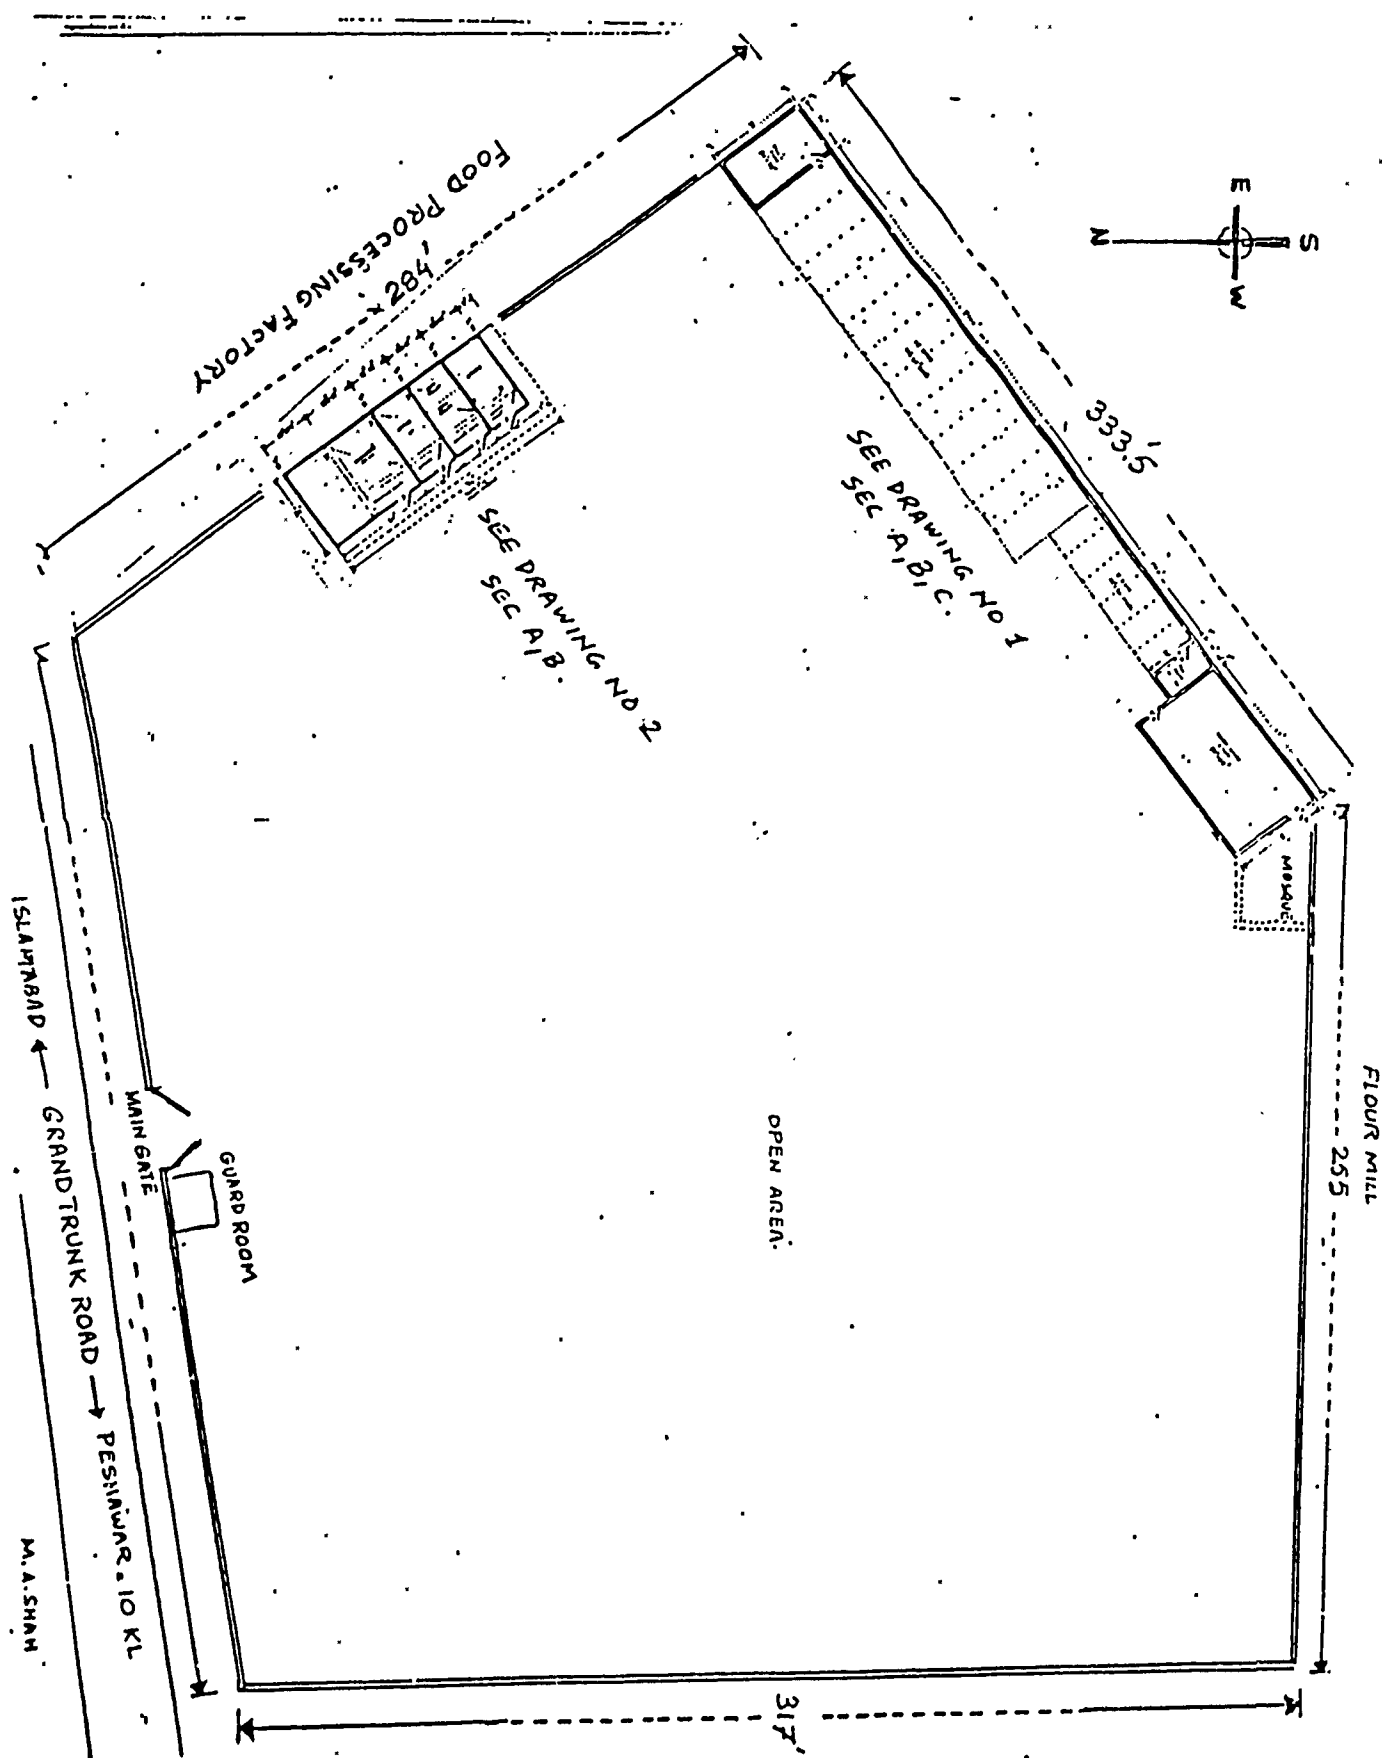 S
E
W
N
333.5'
FOOD PROCESSING FACTORY
SEE DRAWING NO 1
SEC A, B, C.
SEE DRAWING NO 2
SEC A, B.
MOSQUE
FLOUR MILL
255
OPEN AREA.
MAIN GATE
GUARD ROOM
ISLAMABAD ← GRAND TRUNK ROAD → PESHAWAR = 10 KL
317'
M.A. SHAH